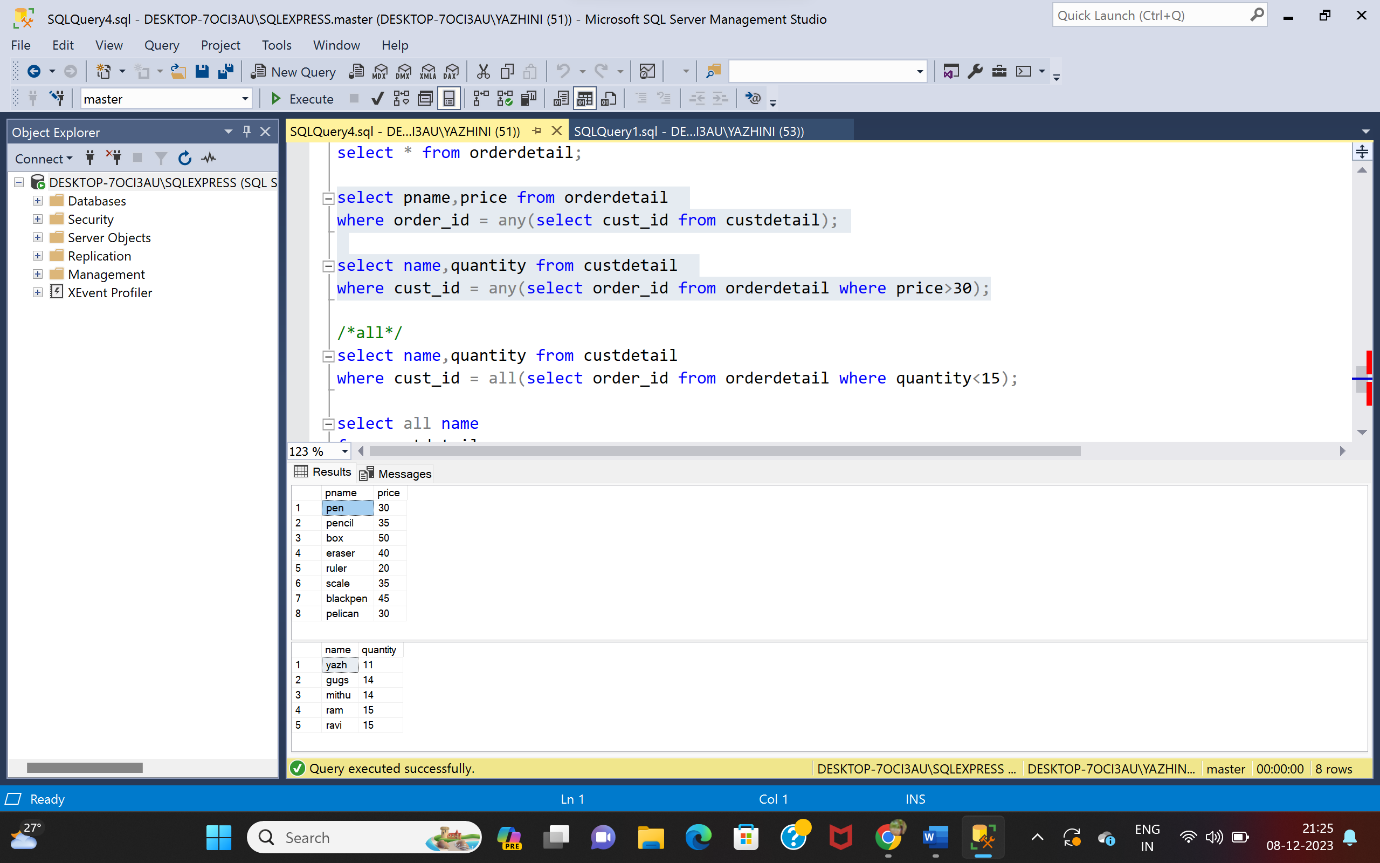 SQLQuery4.sql - DESKTOP-7OCI3AU\SQLEXPRESS.master (DESKTOP-7OCI3AU\YAZHINI (51)) - Microsoft SQL Server Management Studio
Quick Launch (Ctrl+Q)
File Edit View Query Project Tools Window Help
New Query MDX DMX XMLA DAX
master Execute
Object Explorer
SQLQuery4.sql - DE...I3AU\YAZHINI (51)) SQLQuery1.sql - DE...I3AU\YAZHINI (53))
Connect
DESKTOP-7OCI3AU\SQLEXPRESS (SQL S
Databases
Security
Server Objects
Replication
Management
XEvent Profiler
select * from orderdetail;
select pname,price from orderdetail
where order_id = any(select cust_id from custdetail);
select name,quantity from custdetail
where cust_id = any(select order_id from orderdetail where price>30);
/*all*/
select name,quantity from custdetail
where cust_id = all(select order_id from orderdetail where quantity<15);
select all name
123 %
Results Messages
pname price
1 pen 30
2 pencil 35
3 box 50
4 eraser 40
5 ruler 20
6 scale 35
7 blackpen 45
8 pelican 30
name quantity
1 yazh 11
2 gugs 14
3 mithu 14
4 ram 15
5 ravi 15
Query executed successfully. DESKTOP-7OCI3AU\SQLEXPRESS ... DESKTOP-7OCI3AU\YAZHIN... master 00:00:00 8 rows
Ready Ln 1 Col 1 INS
27°
Search
PRE
ENG
IN
21:25
08-12-2023